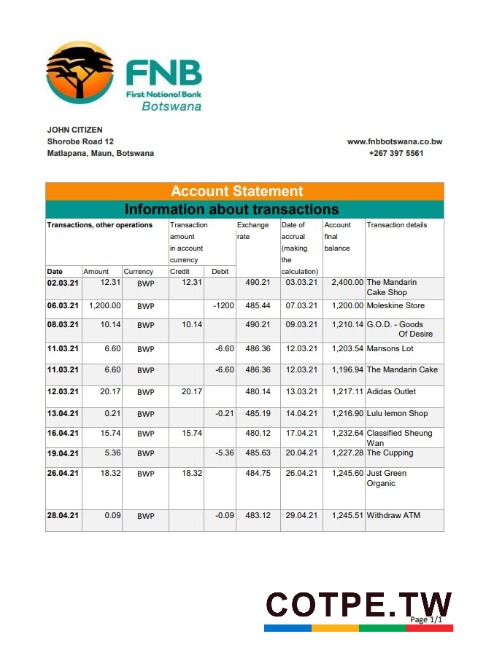 FNB
First National Bank
Botswana
JOHN CITIZEN
Shorobe Road 12
www.fnbbotswana.co.bw
Matlapana, Maun, Botswana
+267 397 5561
Account Statement
Information about transactions
Transactions, other operations
Transaction
amount
in account
currency
Exchange
rate
Date of
accrual
(making
the
calculation)
Account
final
balance
Transaction details
Date Amount Currency Credit Debit
02.03.21 12.31 BWP 12.31 490.21 03.03.21 2,400.00 The Mandarin
Cake Shop
06.03.21 1,200.00 BWP -1200 485.44 07.03.21 1,200.00 Moleskine Store
08.03.21 10.14 BWP 10.14 490.21 09.03.21 1,210.14 G.O.D. - Goods
Of Desire
11.03.21 6.60 BWP -6.60 486.36 12.03.21 1,203.54 Mansons Lot
11.03.21 6.60 BWP -6.60 486.36 12.03.21 1,196.94 The Mandarin Cake
12.03.21 20.17 BWP 20.17 480.14 13.03.21 1,217.11 Adidas Outlet
13.04.21 0.21 BWP -0.21 485.19 14.04.21 1,216.90 Lulu lemon Shop
16.04.21 15.74 BWP 15.74 480.12 17.04.21 1,232.64 Classified Sheung
Wan
19.04.21 5.36 BWP -5.36 485.63 20.04.21 1,227.28 The Cupping
26.04.21 18.32 BWP 18.32 484.75 26.04.21 1,245.60 Just Green
Organic
28.04.21 0.09 BWP -0.09 483.12 29.04.21 1,245.51 Withdraw ATM
COTPE.TW
Page 1/1